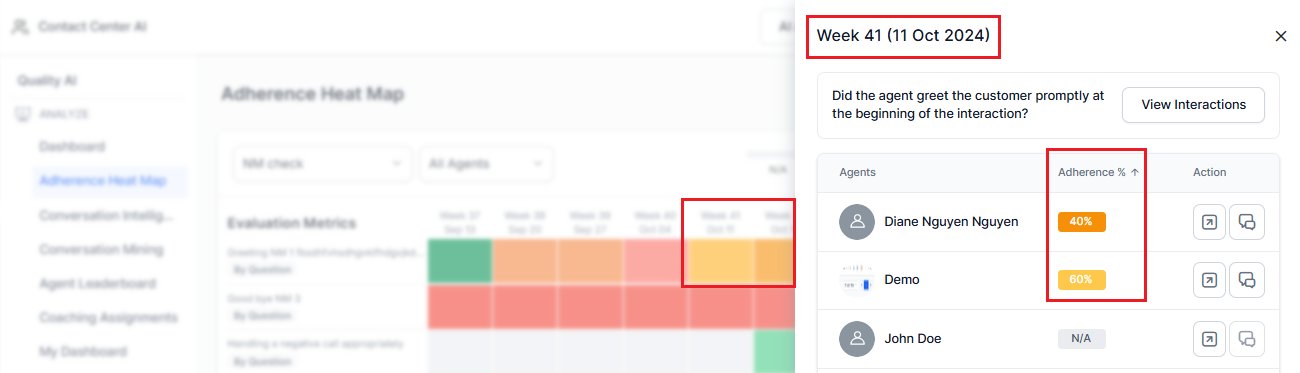 Contact Center AI
AI
Quality AI
ANALYZE
Dashboard
Adherence Heat Map
Conversation Intellig...
Conversation Mining
Agent Leaderboard
Coaching Assignments
My Dashboard
Adherence Heat Map
NM check
All Agents
N/A
Evaluation Metrics
Week 37
Sep 13
Week 38
Sep 20
Week 39
Sep 27
Week 40
Oct 04
Week 41
Oct 11
Greeting NM 1
By Question
Good bye NM 3
By Question
Handling a negative call appropriately
By Question
Week 41 (11 Oct 2024)
Did the agent greet the customer promptly at
the beginning of the interaction?
View Interactions
Agents
Adherence % ↑
Action
Diane Nguyen Nguyen
40%
Demo
60%
John Doe
N/A